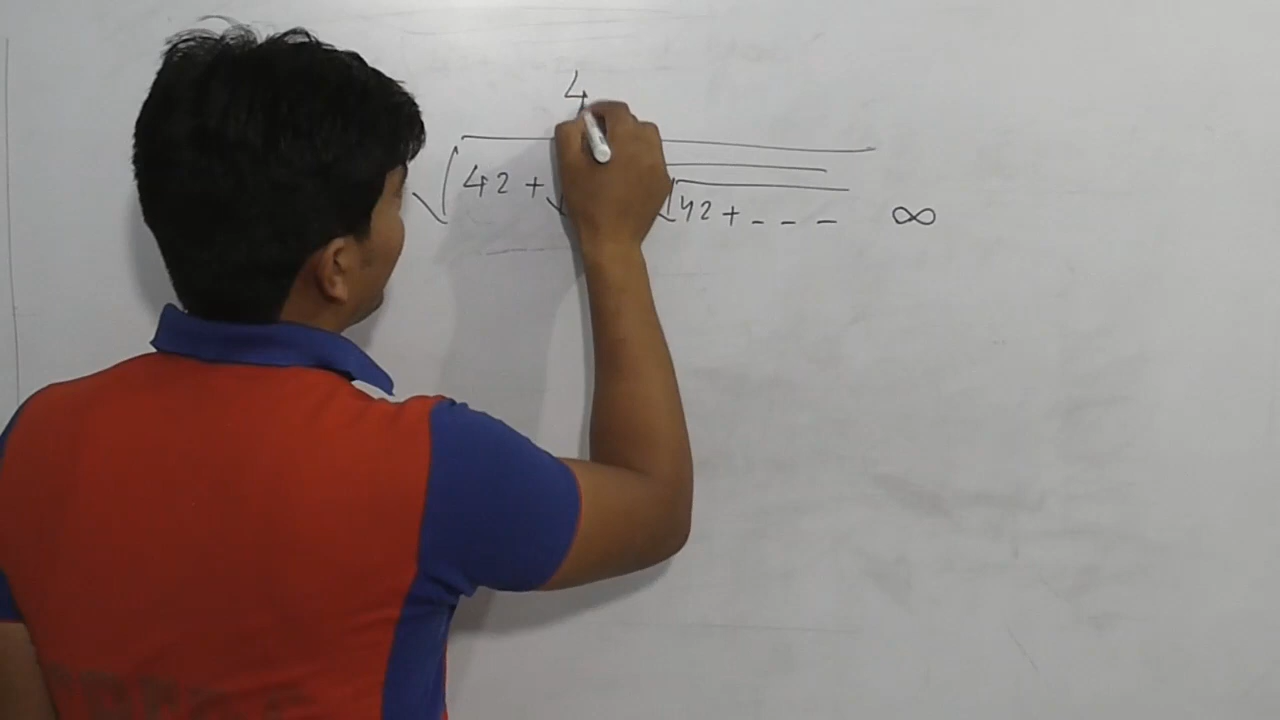 4
√42 + √ √42 + - - - ∞